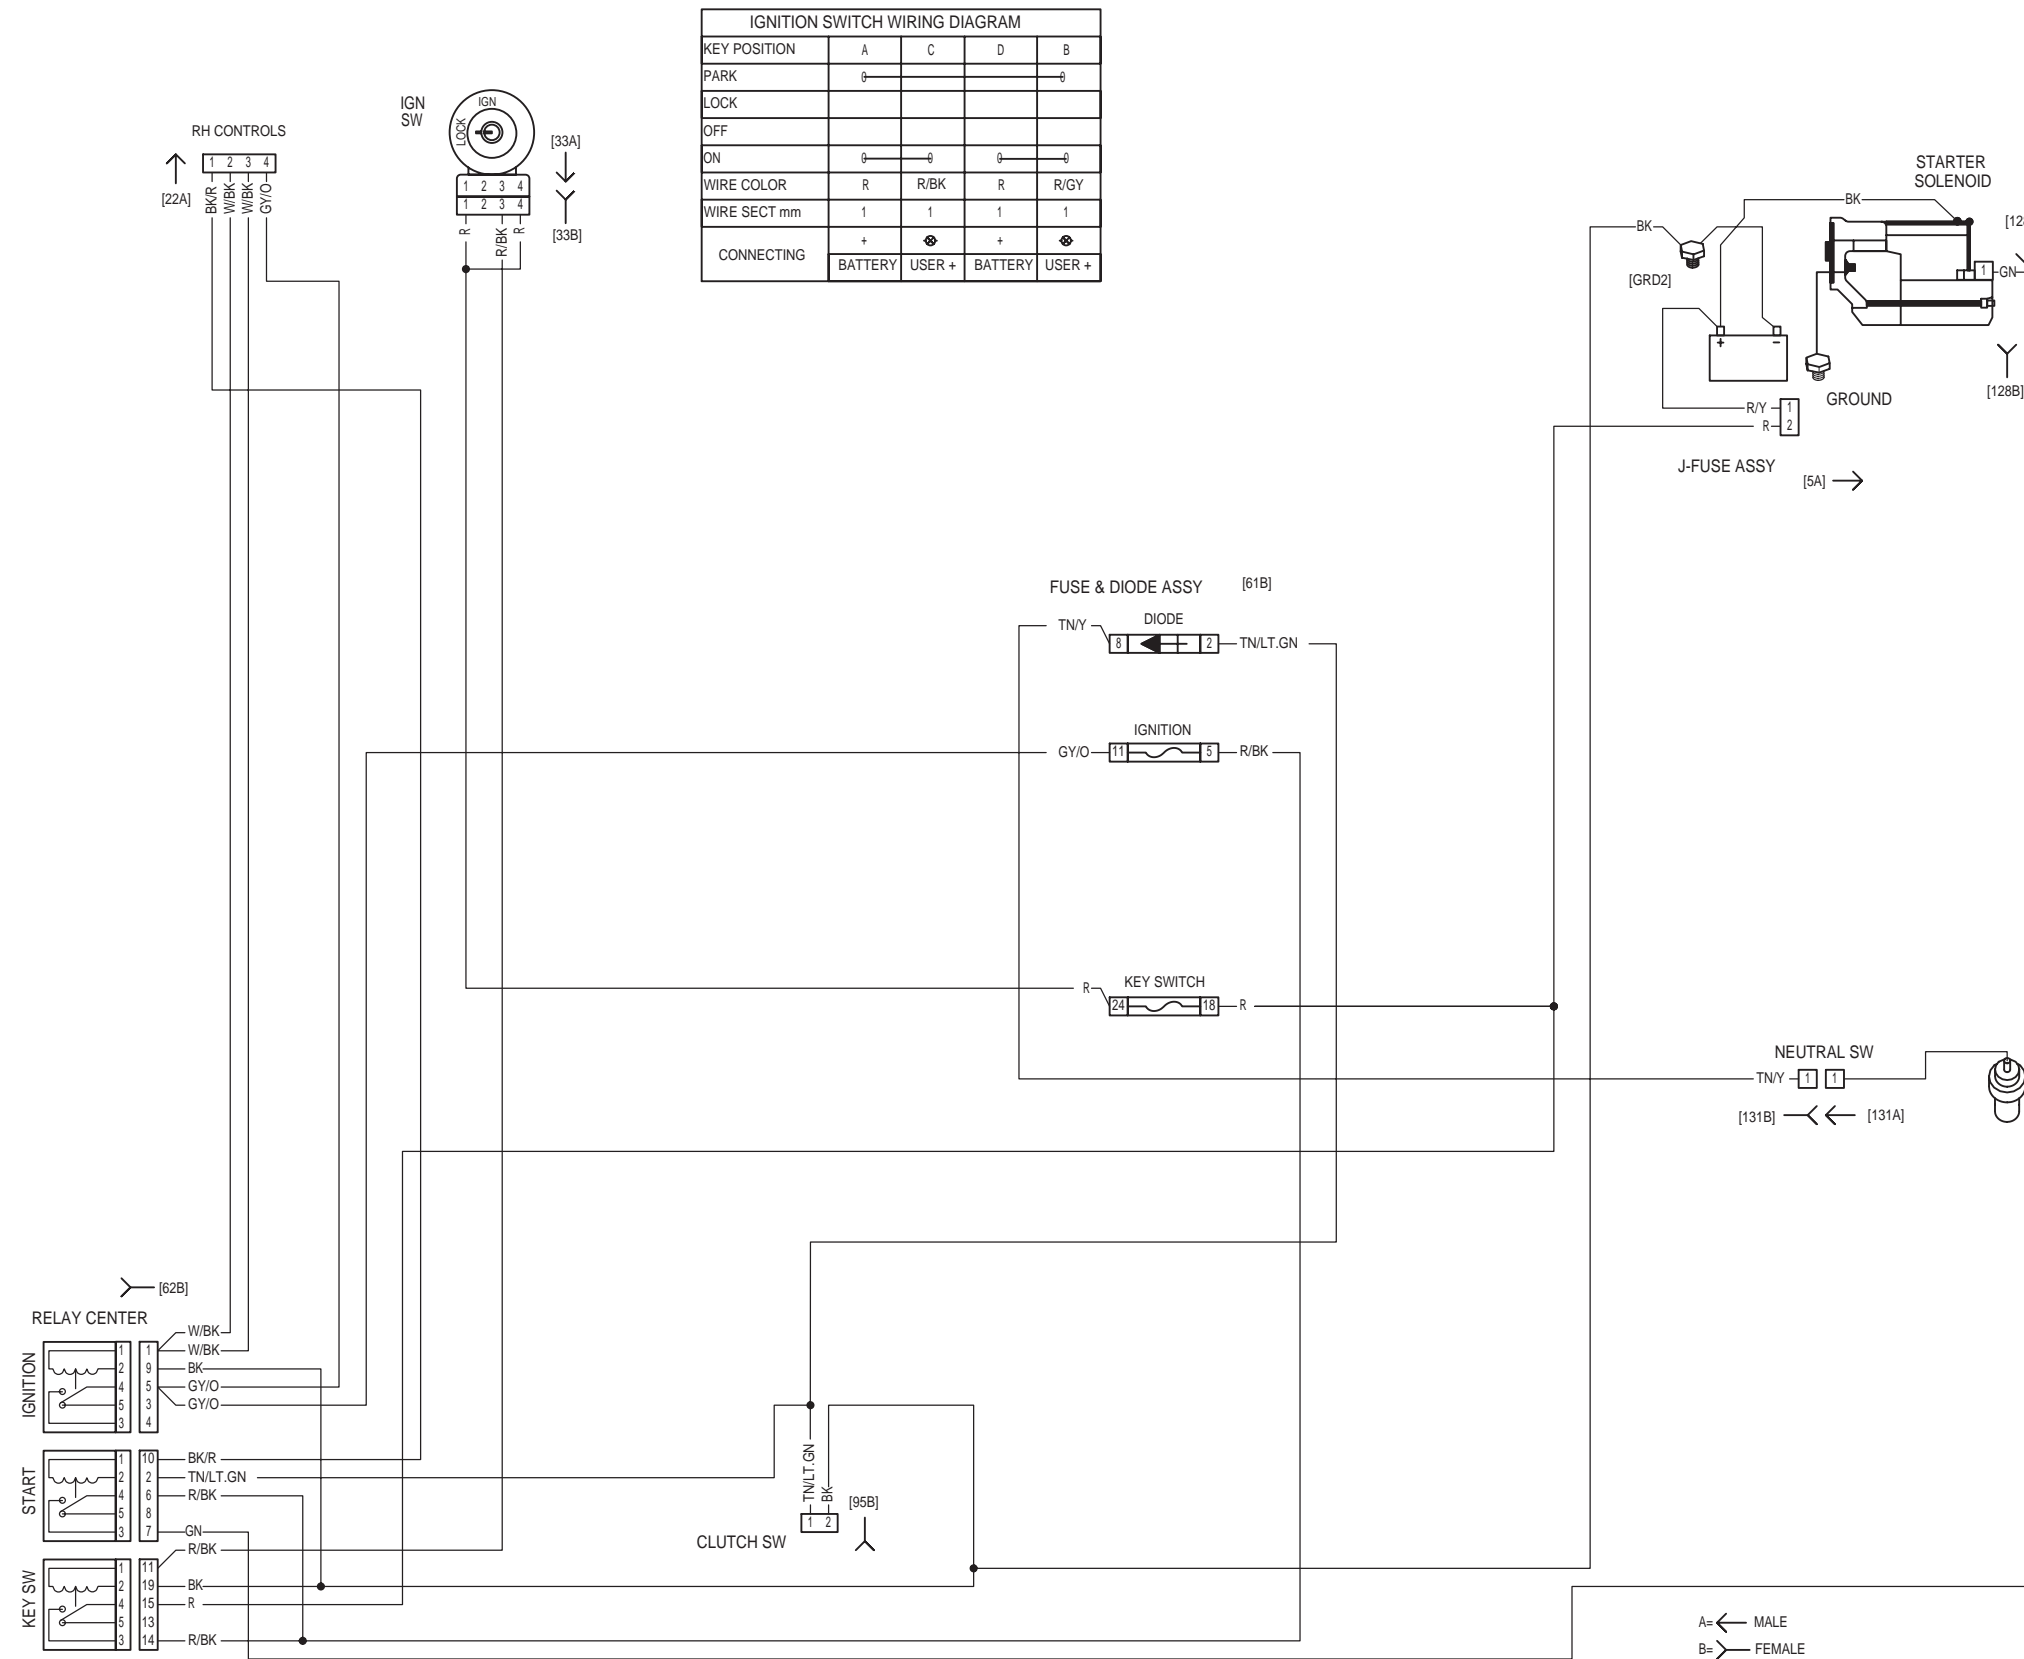 IGNITION SWITCH WIRING DIAGRAM
KEY POSITION A C D B
PARK 0 0
LOCK
OFF
ON 0 0 0 0
WIRE COLOR R R/BK R R/GY
WIRE SECT mm 1 1 1 1
CONNECTING + +
BATTERY USER + BATTERY USER +
RH CONTROLS
1 2 3 4
[22A]
BK/R
W/BK
W/BK
GY/O
IGN
SW
IGN
LOCK
[33A]
1 2 3 4
1 2 3 4
[33B]
R
R/BK
R
STARTER
SOLENOID
BK
BK
[GRD2]
1
GN
+ −
[128B]
GROUND
R/Y 1
R 2
J-FUSE ASSY
[5A]
FUSE & DIODE ASSY [61B]
DIODE
TN/Y 8 2 TN/LT.GN
IGNITION
GY/O 11 5 R/BK
KEY SWITCH
R 24 18 R
NEUTRAL SW
TN/Y 1 1
[131B] [131A]
[62B]
RELAY CENTER
IGNITION
W/BK
1 1 W/BK
2 9 BK
4 5 GY/O
5 3 GY/O
3 4
START
1 10 BK/R
2 2 TN/LT.GN
4 6 R/BK
5 8
3 7 GN
KEY SW
R/BK
1 11
2 19 BK
4 15 R
5 13
3 14 R/BK
TN/LT.GN
BK
[95B]
1 2
CLUTCH SW
A= MALE
B= FEMALE